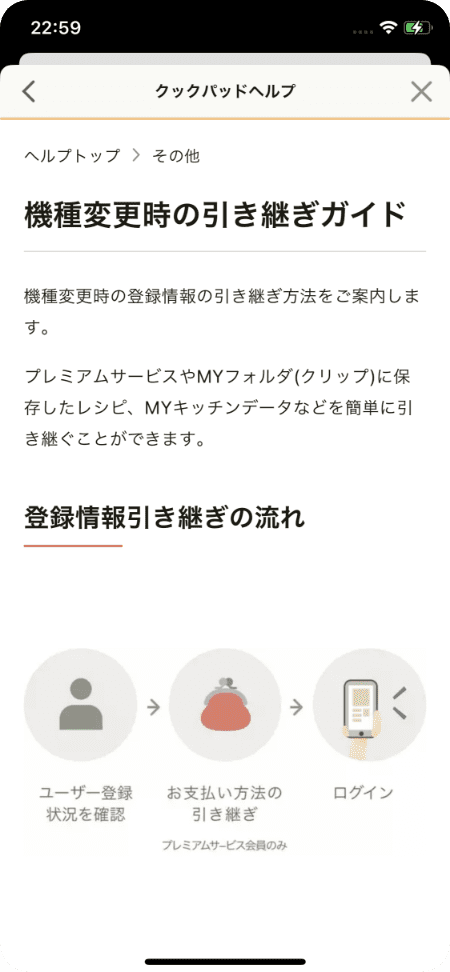 22:59
クックパッドヘルプ
ヘルプトップ > その他
機種変更時の引き継ぎガイド
機種変更時の登録情報の引き継ぎ方法をご案内しま
す。
プレミアムサービスやMYフォルダ(クリップ)に保
存したレシピ、MYキッチンデータなどを簡単に引
き継ぐことができます。
登録情報引き継ぎの流れ
ユーザー登録
状況を確認
お支払い方法の
引き継ぎ
プレミアムサービス会員のみ
ログイン